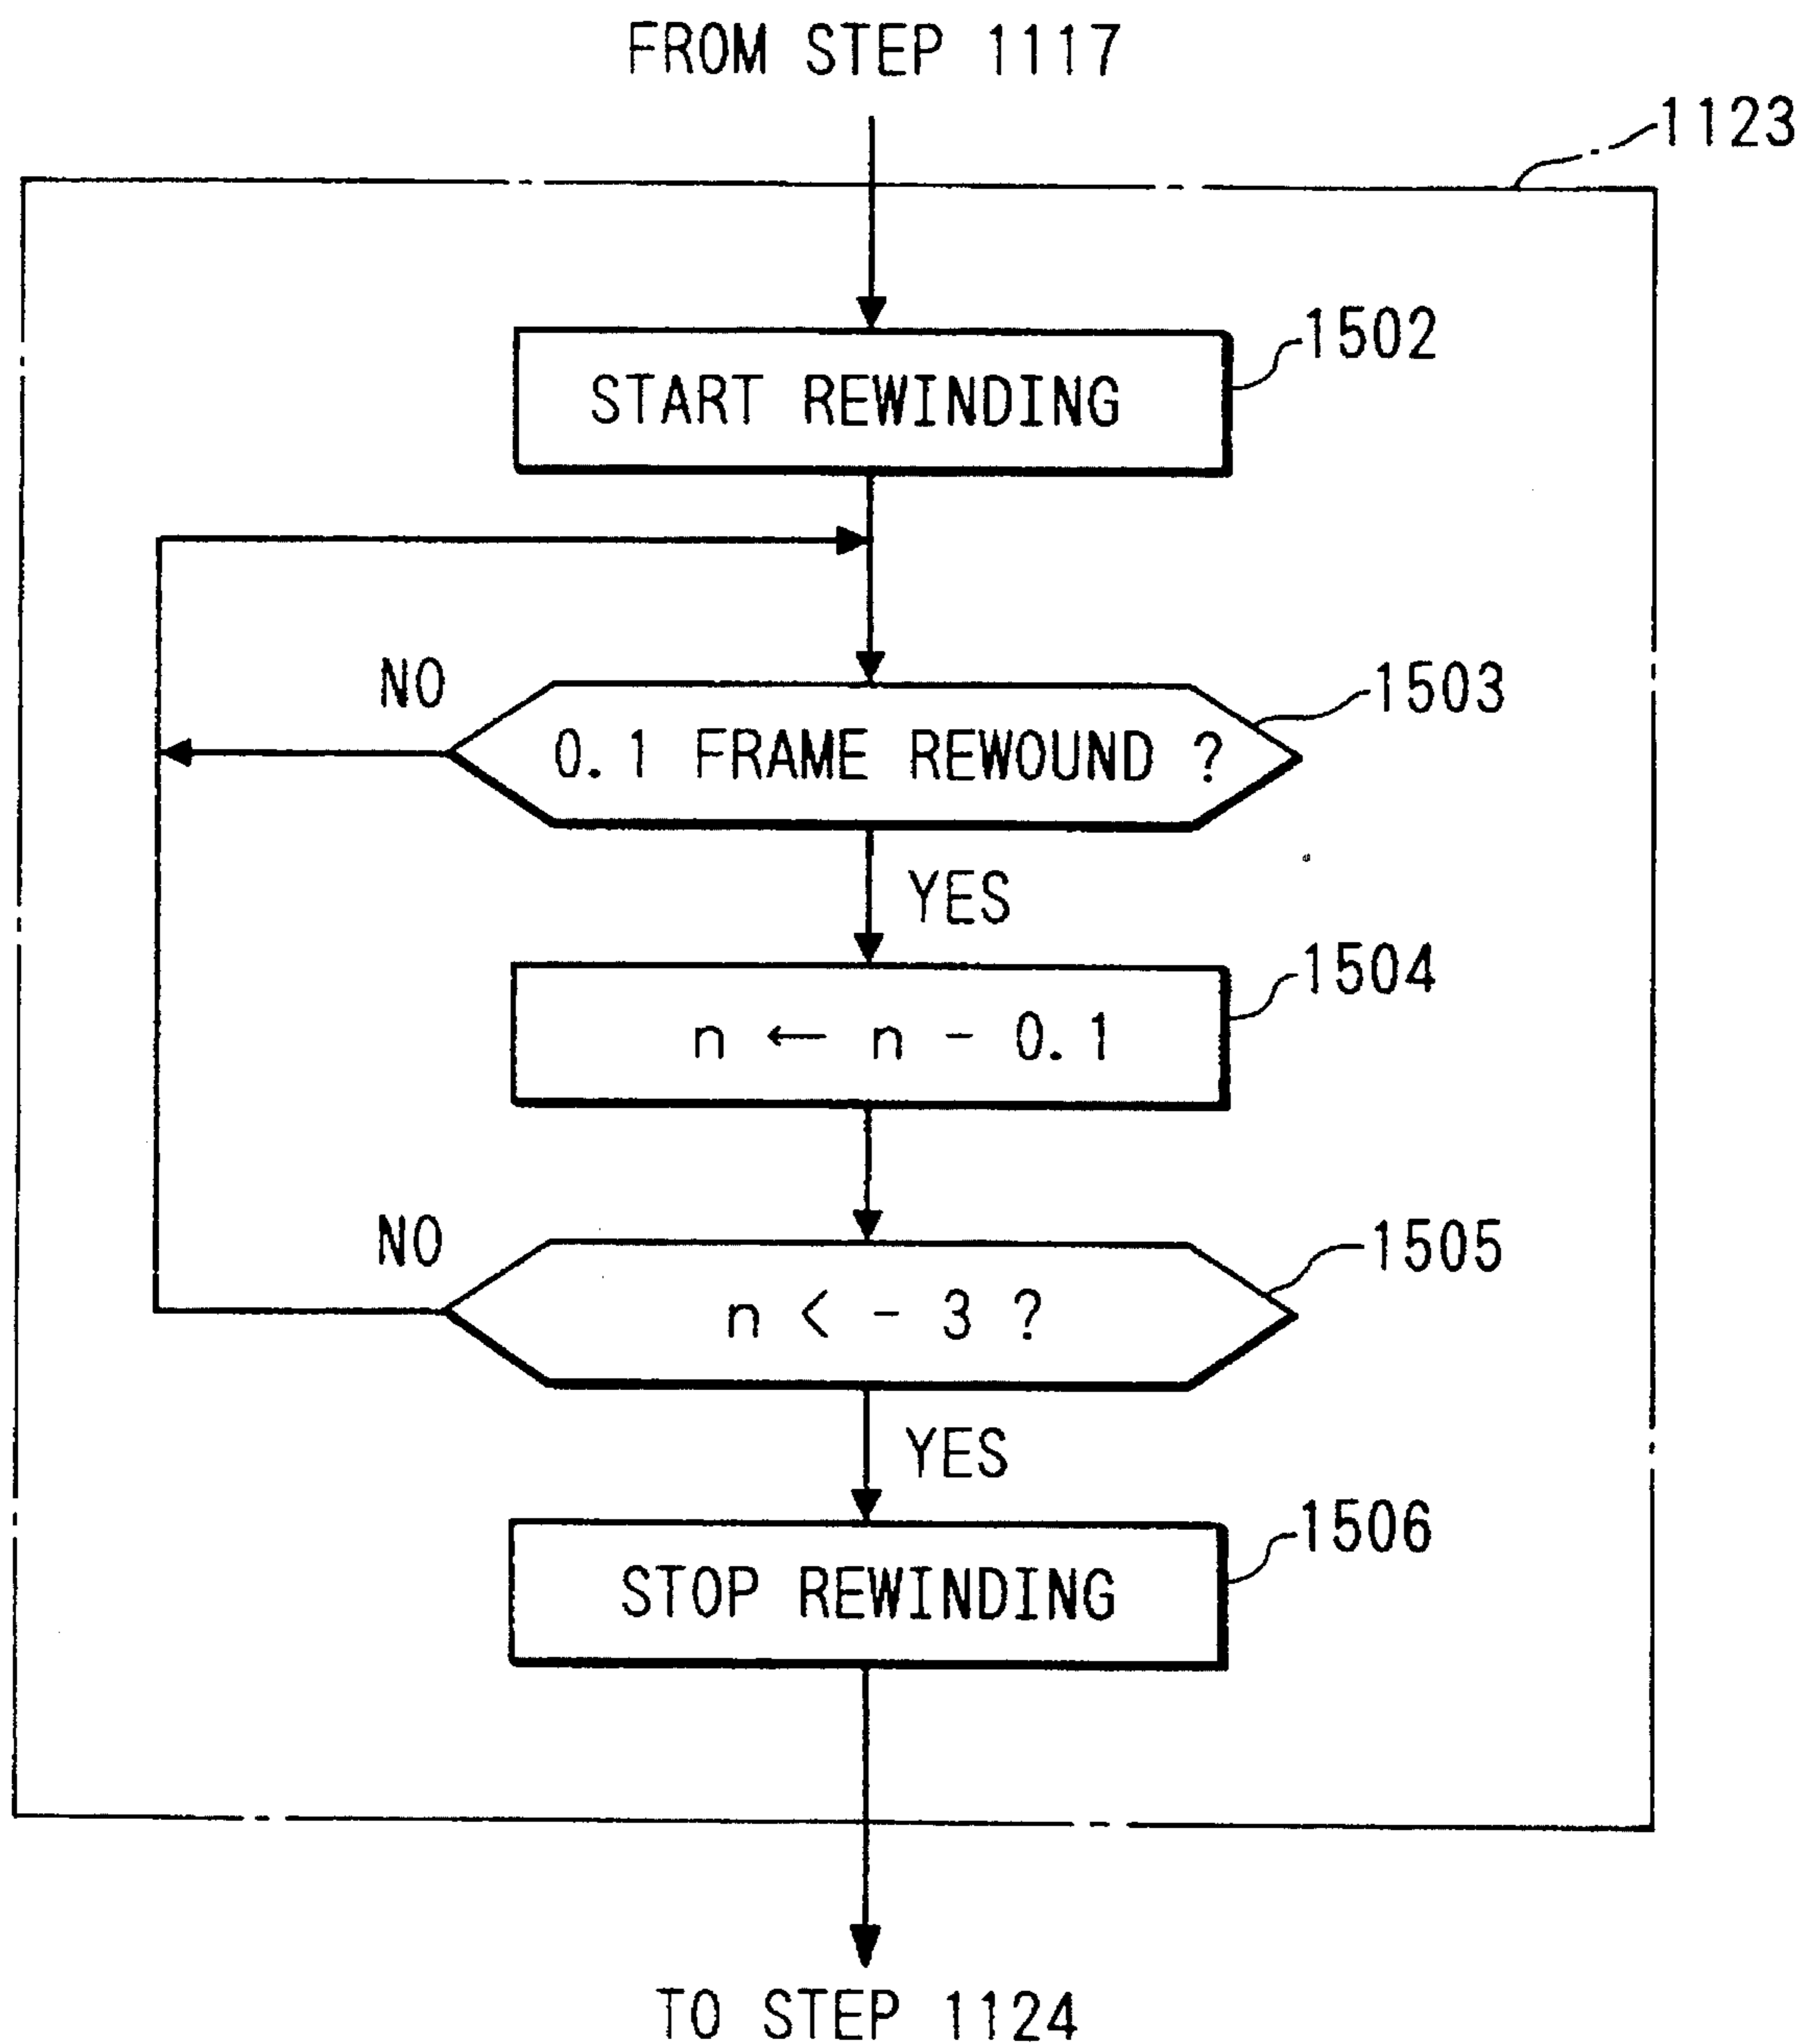 FROM STEP 1117
1123
1502
START REWINDING
NO
1503
0.1 FRAME REWOUND ?
YES
1504
n ← n - 0.1
NO
1505
n < - 3 ?
YES
1506
STOP REWINDING
TO STEP 1124